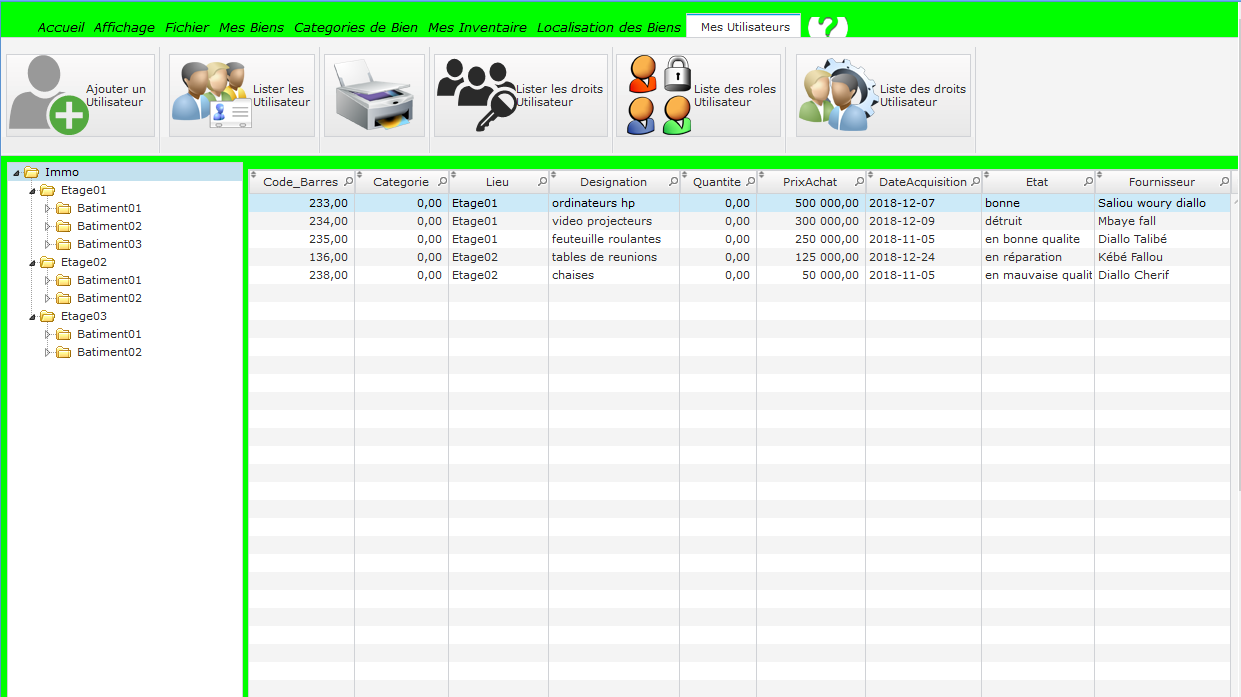 Accueil Affichage Fichier Mes Biens Categories de Bien Mes Inventaire Localisation des Biens Mes Utilisateurs ?
Ajouter un
Utilisateur
Lister les
Utilisateur
Lister les droits
Utilisateur
Liste des roles
Utilisateur
Liste des droits
Utilisateur
Immo
Etage01
Batiment01
Batiment02
Batiment03
Etage02
Batiment01
Batiment02
Etage03
Batiment01
Batiment02
Code_Barres Categorie Lieu Designation Quantite PrixAchat DateAcquisition Etat Fournisseur
233,00 0,00 Etage01 ordinateurs hp 0,00 500 000,00 2018-12-07 bonne Saliou woury diallo
234,00 0,00 Etage01 video projecteurs 0,00 300 000,00 2018-12-09 détruit Mbaye fall
235,00 0,00 Etage01 feuteuille roulantes 0,00 250 000,00 2018-11-05 en bonne qualite Diallo Talibé
136,00 0,00 Etage02 tables de reunions 0,00 125 000,00 2018-12-24 en réparation Kébé Fallou
238,00 0,00 Etage02 chaises 0,00 50 000,00 2018-11-05 en mauvaise qualit Diallo Cherif